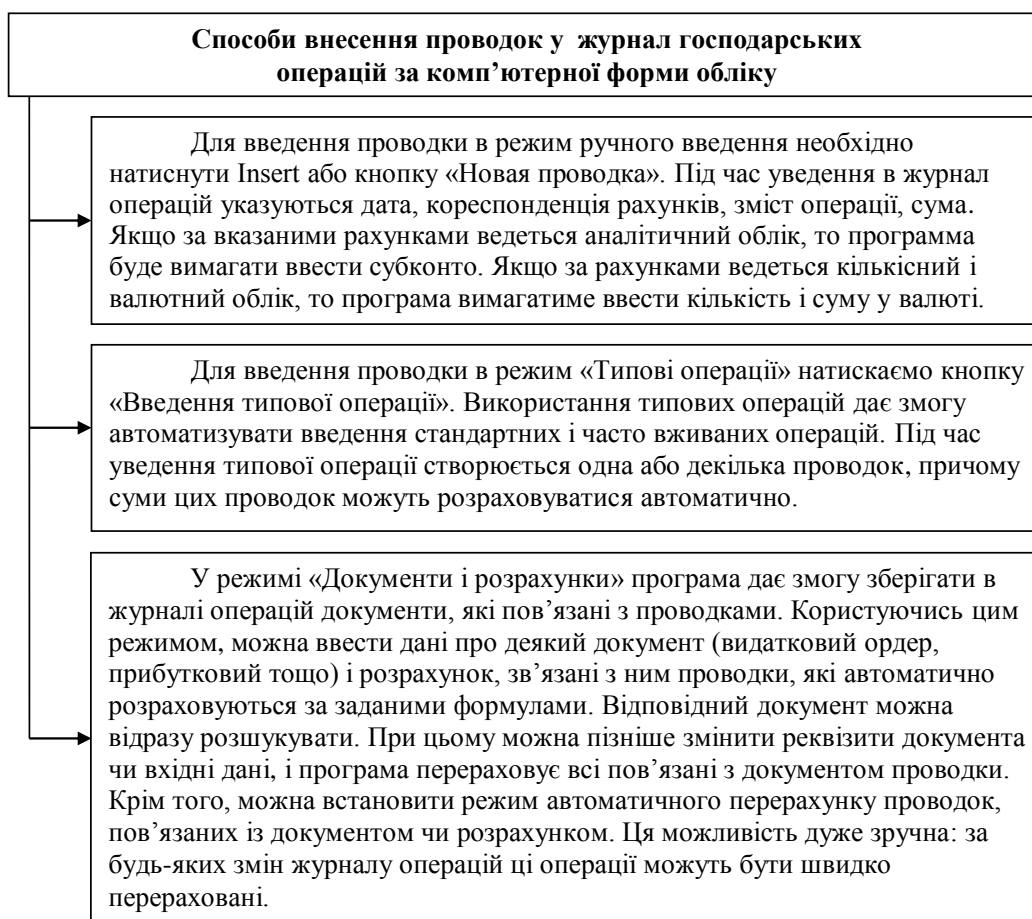 Способи внесення проводок у журнал господарських
операцій за комп’ютерної форми обліку
Для введення проводки в режим ручного введення необхідно
натиснути Insert або кнопку «Новая проводка». Під час уведення в журнал
операцій указуються дата, кореспонденція рахунків, зміст операції, сума.
Якщо за вказаними рахунками ведеться аналітичний облік, то программа
буде вимагати ввести субконто. Якщо за рахунками ведеться кількісний і
валютний облік, то програма вимагатиме ввести кількість і суму у валюті.
Для введення проводки в режим «Типові операції» натискаємо кнопку
«Введення типової операції». Використання типових операцій дає змогу
автоматизувати введення стандартних і часто вживаних операцій. Під час
уведення типової операції створюється одна або декілька проводок, причому
суми цих проводок можуть розраховуватися автоматично.
У режимі «Документи і розрахунки» програма дає змогу зберігати в
журналі операцій документи, які пов’язані з проводками. Користуючись цим
режимом, можна ввести дані про деякий документ (видатковий ордер,
прибутковий тощо) і розрахунок, зв’язані з ним проводки, які автоматично
розраховуються за заданими формулами. Відповідний документ можна
відразу розшукувати. При цьому можна пізніше змінити реквізити документа
чи вхідні дані, і програма перераховує всі пов’язані з документом проводки.
Крім того, можна встановити режим автоматичного перерахунку проводок,
пов’язаних із документом чи розрахунком. Ця можливість дуже зручна: за
будь-яких змін журналу операцій ці операції можуть бути швидко
перераховані.